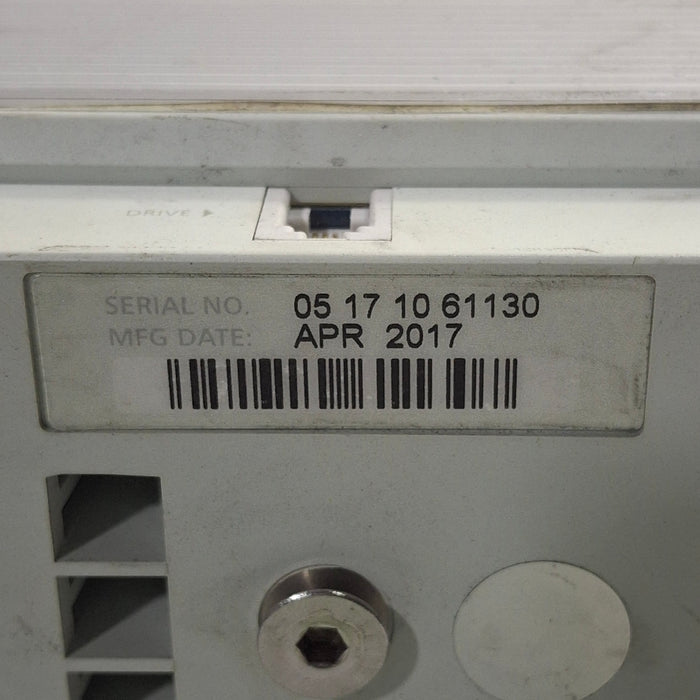 DRIVE ▶
SERIAL NO. 05 17 10 61130
MFG DATE: APR 2017